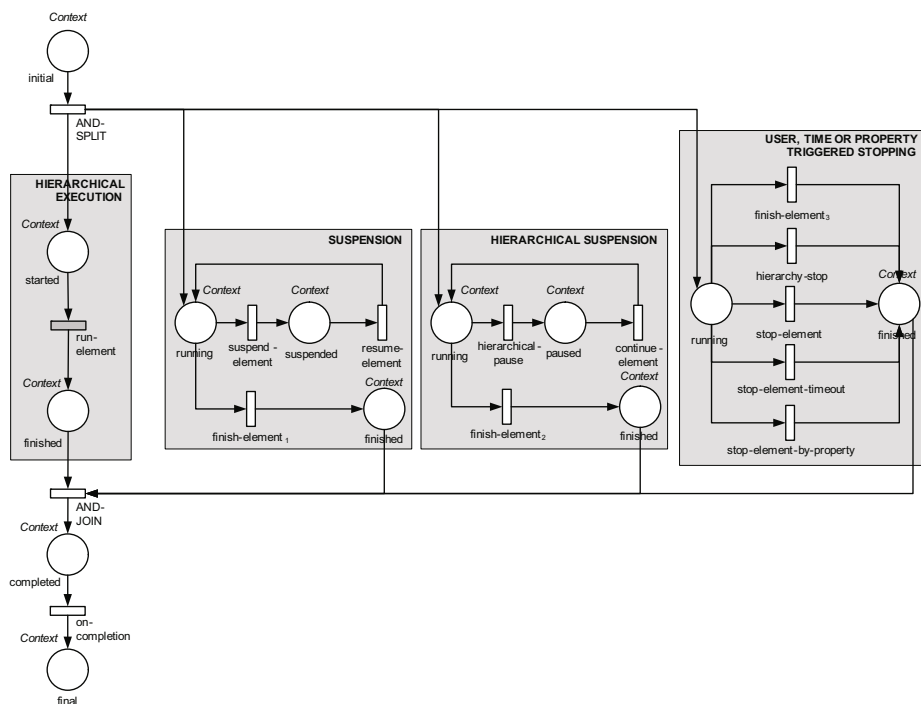 Context
initial
AND-
SPLIT
HIERARCHICAL
EXECUTION
Context
started
run-
element
Context
finished
SUSPENSION
Context
Context
running
suspend-
element
suspended
resume-
element
Context
finish-element 1
finished
HIERARCHICAL SUSPENSION
Context
Context
running
hierarchical-
pause
paused
continue-
element
Context
finish-element 2
finished
USER, TIME OR PROPERTY
TRIGGERED STOPPING
finish-element 3
hierarchy-stop
Context
running
stop-element
finished
stop-element-timeout
stop-element-by-property
AND-
JOIN
Context
completed
on-
completion
Context
final